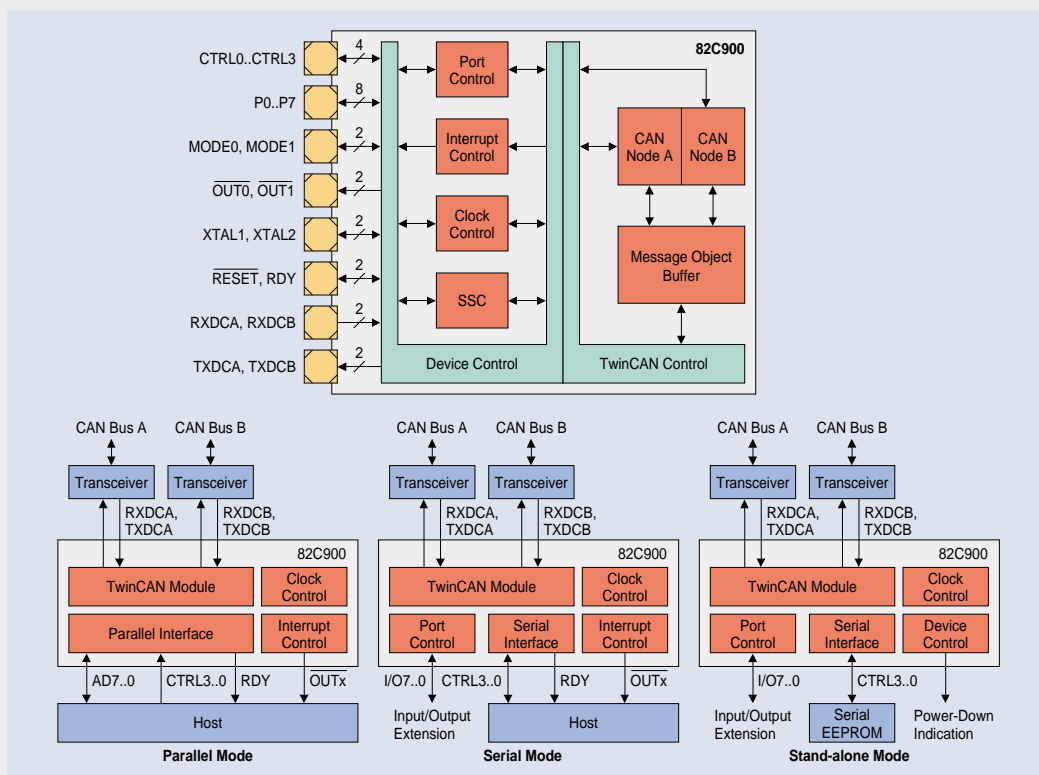 82C900
CTRL0..CTRL3
4
P0..P7
8
MODE0, MODE1
2
OUT0, OUT1
2
XTAL1, XTAL2
2
RESET, RDY
2
RXDCA, RXDCB
2
TXDCA, TXDCB
2
Port
Control
Interrupt
Control
Clock
Control
SSC
Device Control
CAN
Node A
CAN
Node B
Message Object
Buffer
TwinCAN Control
CAN Bus A
CAN Bus B
Transceiver
Transceiver
RXDCA,
TXDCA
RXDCB,
TXDCB
82C900
TwinCAN Module
Clock
Control
Parallel Interface
Interrupt
Control
AD7..0
CTRL3..0
RDY
OUTx
Host
Parallel Mode
CAN Bus A
CAN Bus B
Transceiver
Transceiver
RXDCA,
TXDCA
RXDCB,
TXDCB
82C900
TwinCAN Module
Clock
Control
Port
Control
Serial
Interface
Interrupt
Control
I/O7..0
CTRL3..0
RDY
OUTx
Input/Output
Extension
Host
Serial Mode
CAN Bus A
CAN Bus B
Transceiver
Transceiver
RXDCA,
TXDCA
RXDCB,
TXDCB
82C900
TwinCAN Module
Clock
Control
Port
Control
Serial
Interface
Device
Control
I/O7..0
CTRL3..0
Input/Output
Extension
Serial
EEPROM
Power-Down
Indication
Stand-alone Mode